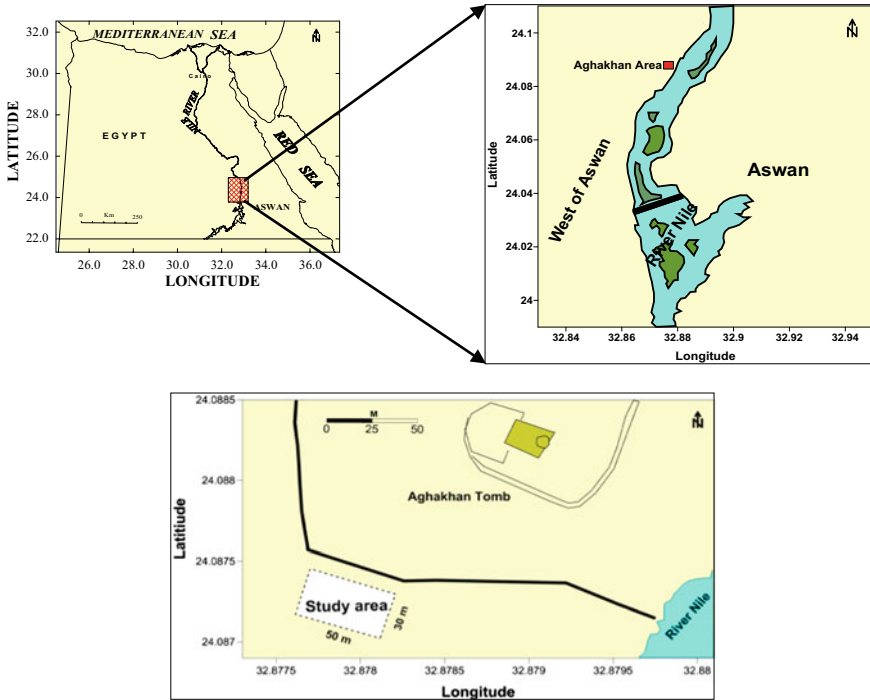 32.0
30.0
28.0
26.0
24.0
22.0
LATITUDE
MEDITERRANEAN SEA
N
Cairo
RIVER
NILE
EGYPT
RED SEA
ASWAN
0 Km 250
26.0 28.0 30.0 32.0 34.0 36.0
LONGITUDE
24.1
24.08
24.06
24.04
24.02
24
Latitude
N
Aghakhan Area
West of Aswan
Aswan
River Nile
32.84 32.86 32.88 32.9 32.92 32.94
Longitude
24.0885
24.088
24.0875
24.087
Latitiude
M
0 25 50
N
Aghakhan Tomb
Study area
50 m
30 m
River Nile
32.8775 32.878 32.8785 32.879 32.8795 32.88
Longitude